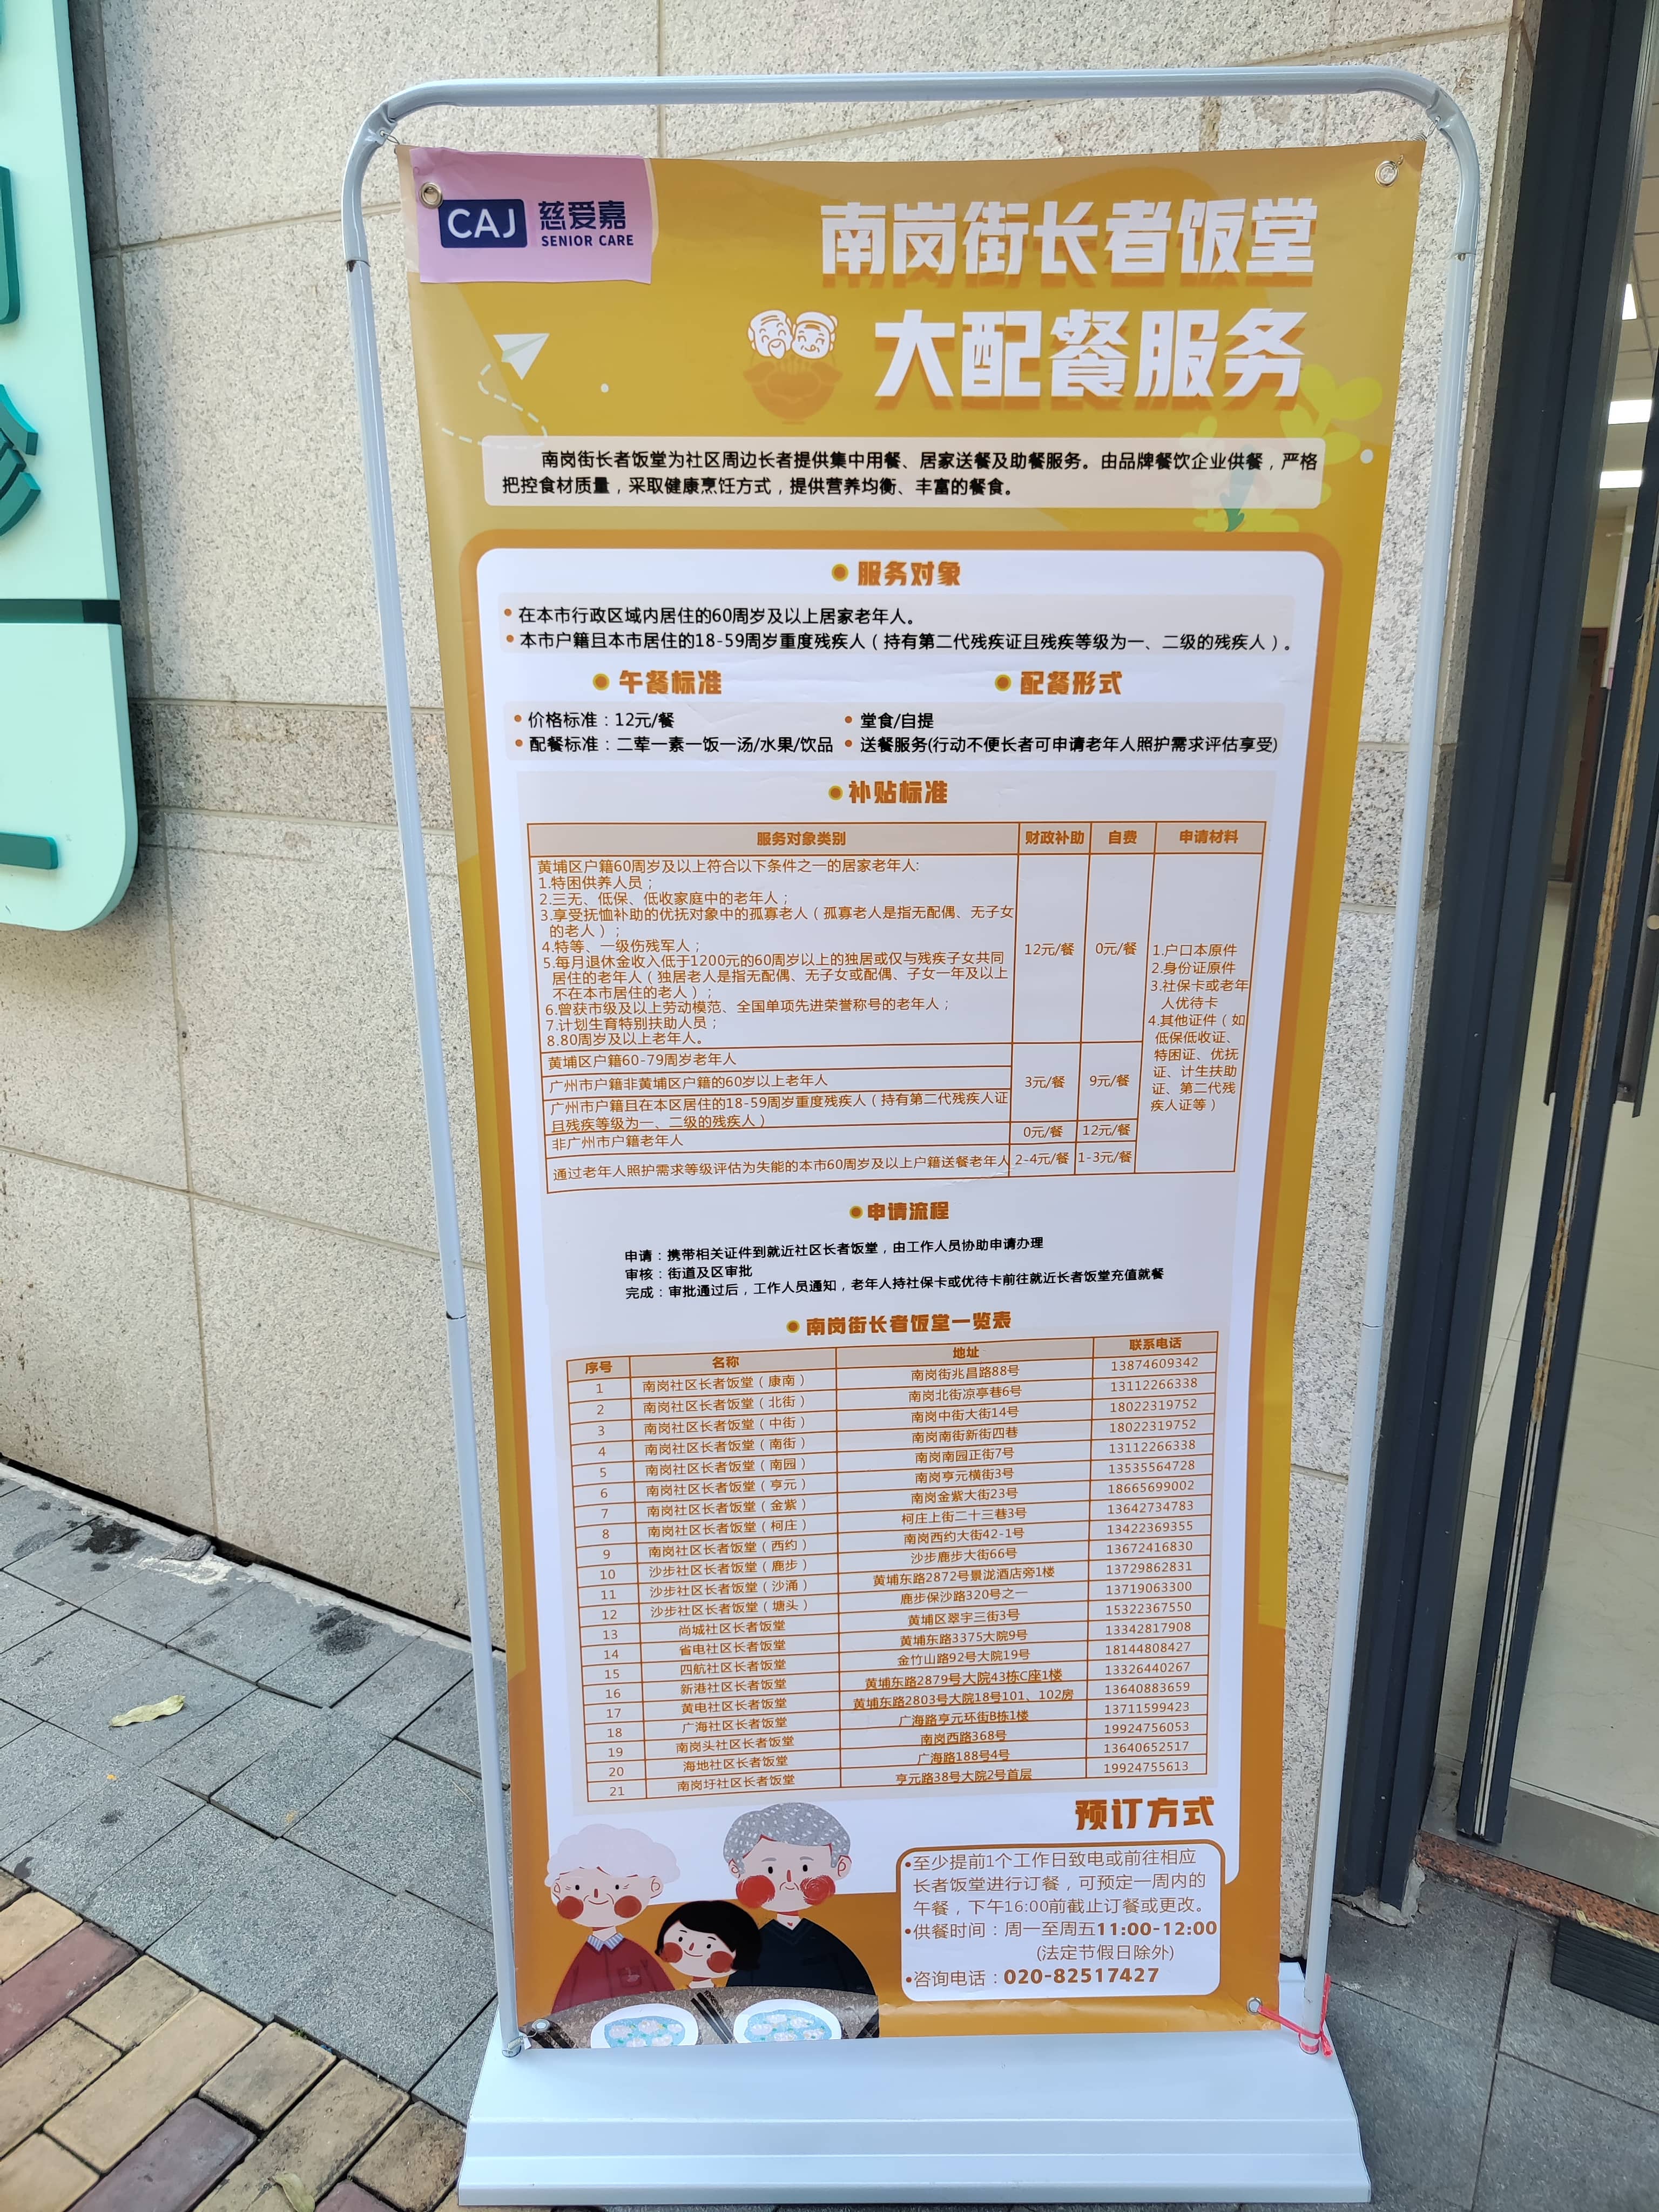 CAJ 慈爱嘉
SENIOR CARE
南岗街长者饭堂
大配餐服务
南岗街长者饭堂为社区周边长者提供集中用餐、居家送餐及助餐服务。由品牌餐饮企业供餐，严格
把控食材质量，采取健康烹饪方式，提供营养均衡、丰富的餐食。
服务对象
在本市行政区域内居住的60周岁及以上居家老年人。
本市户籍且本市居住的18-59周岁重度残疾人（持有第二代残疾证且残疾等级为一、二级的残疾人）。
午餐标准
价格标准：12元/餐
配餐标准：二荤一素一饭一汤/水果/饮品
配餐形式
堂食/自提
送餐服务(行动不便长者可申请老年人照护需求评估享受)
补贴标准
服务对象类别 财政补助 自费 申请材料
黄埔区户籍60周岁及以上符合以下条件之一的居家老年人:
1.特困供养人员；
2.三无、低保、低收家庭中的老年人；
3.享受抚恤补助的优抚对象中的孤寡老人（孤寡老人是指无配偶、无子女
的老人）；
4.特等、一级伤残军人；
5.每月退休金收入低于1200元的60周岁以上的独居或仅与残疾子女共同
居住的老年人（独居老人是指无配偶、无子女或配偶、子女一年及以上
不在本市居住的老人）；
6.曾获市级及以上劳动模范、全国单项先进荣誉称号的老年人；
7.计划生育特别扶助人员；
8.80周岁及以上老年人。
12元/餐 0元/餐
黄埔区户籍60-79周岁老年人
广州市户籍非黄埔区户籍的60岁以上老年人
广州市户籍且在本区居住的18-59周岁重度残疾人（持有第二代残疾人证
且残疾等级为一、二级的残疾人）
3元/餐 9元/餐
非广州市户籍老年人 0元/餐 12元/餐
通过老年人照护需求等级评估为失能的本市60周岁及以上户籍送餐老年人 2-4元/餐 1-3元/餐
1.户口本原件
2.身份证原件
3.社保卡或老年
人优待卡
4.其他证件（如
低保低收证、
特困证、优抚
证、计生扶助
证、第二代残
疾人证等）
申请流程
申请：携带相关证件到就近社区长者饭堂，由工作人员协助申请办理
审核：街道及区审批
完成：审批通过后，工作人员通知，老年人持社保卡或优待卡前往就近长者饭堂充值就餐
南岗街长者饭堂一览表
序号 名称 地址 联系电话
1 南岗社区长者饭堂（康南） 南岗街兆昌路88号 13874609342
2 南岗社区长者饭堂（北街） 南岗北街凉亭巷6号 13112266338
3 南岗社区长者饭堂（中街） 南岗中街大街14号 18022319752
4 南岗社区长者饭堂（南街） 南岗南街新街四巷 18022319752
5 南岗社区长者饭堂（南园） 南岗南园正街7号 13112266338
6 南岗社区长者饭堂（亨元） 南岗亨元横街3号 13535564728
7 南岗社区长者饭堂（金紫） 南岗金紫大街23号 18665699002
8 南岗社区长者饭堂（柯庄） 柯庄上街二十三巷3号 13642734783
9 南岗社区长者饭堂（西约） 南岗西约大街42-1号 13422369355
10 沙步社区长者饭堂（鹿步） 沙步鹿步大街66号 13672416830
11 沙步社区长者饭堂（沙涌） 黄埔东路2872号景泷酒店旁1楼 13729862831
12 沙步社区长者饭堂（塘头） 鹿步保沙路320号之一 13719063300
13 尚城社区长者饭堂 黄埔区翠宇三街3号 15322367550
14 省电社区长者饭堂 黄埔东路3375大院9号 13342817908
15 四航社区长者饭堂 金竹山路92号大院19号 18144808427
16 新港社区长者饭堂 黄埔东路2879号大院43栋C座1楼 13326440267
17 黄电社区长者饭堂 黄埔东路2803号大院18号101、102房 13640883659
18 广海社区长者饭堂 广海路亨元环街B栋1楼 13711599423
19 南岗头社区长者饭堂 南岗西路368号 19924756053
20 海地社区长者饭堂 广海路188号4号 13640652517
21 南岗圩社区长者饭堂 亨元路38号大院2号首层 19924755613
预订方式
•至少提前1个工作日致电或前往相应
长者饭堂进行订餐，可预定一周内的
午餐，下午16:00前截止订餐或更改。
•供餐时间：周一至周五11:00-12:00
(法定节假日除外)
•咨询电话：020-82517427